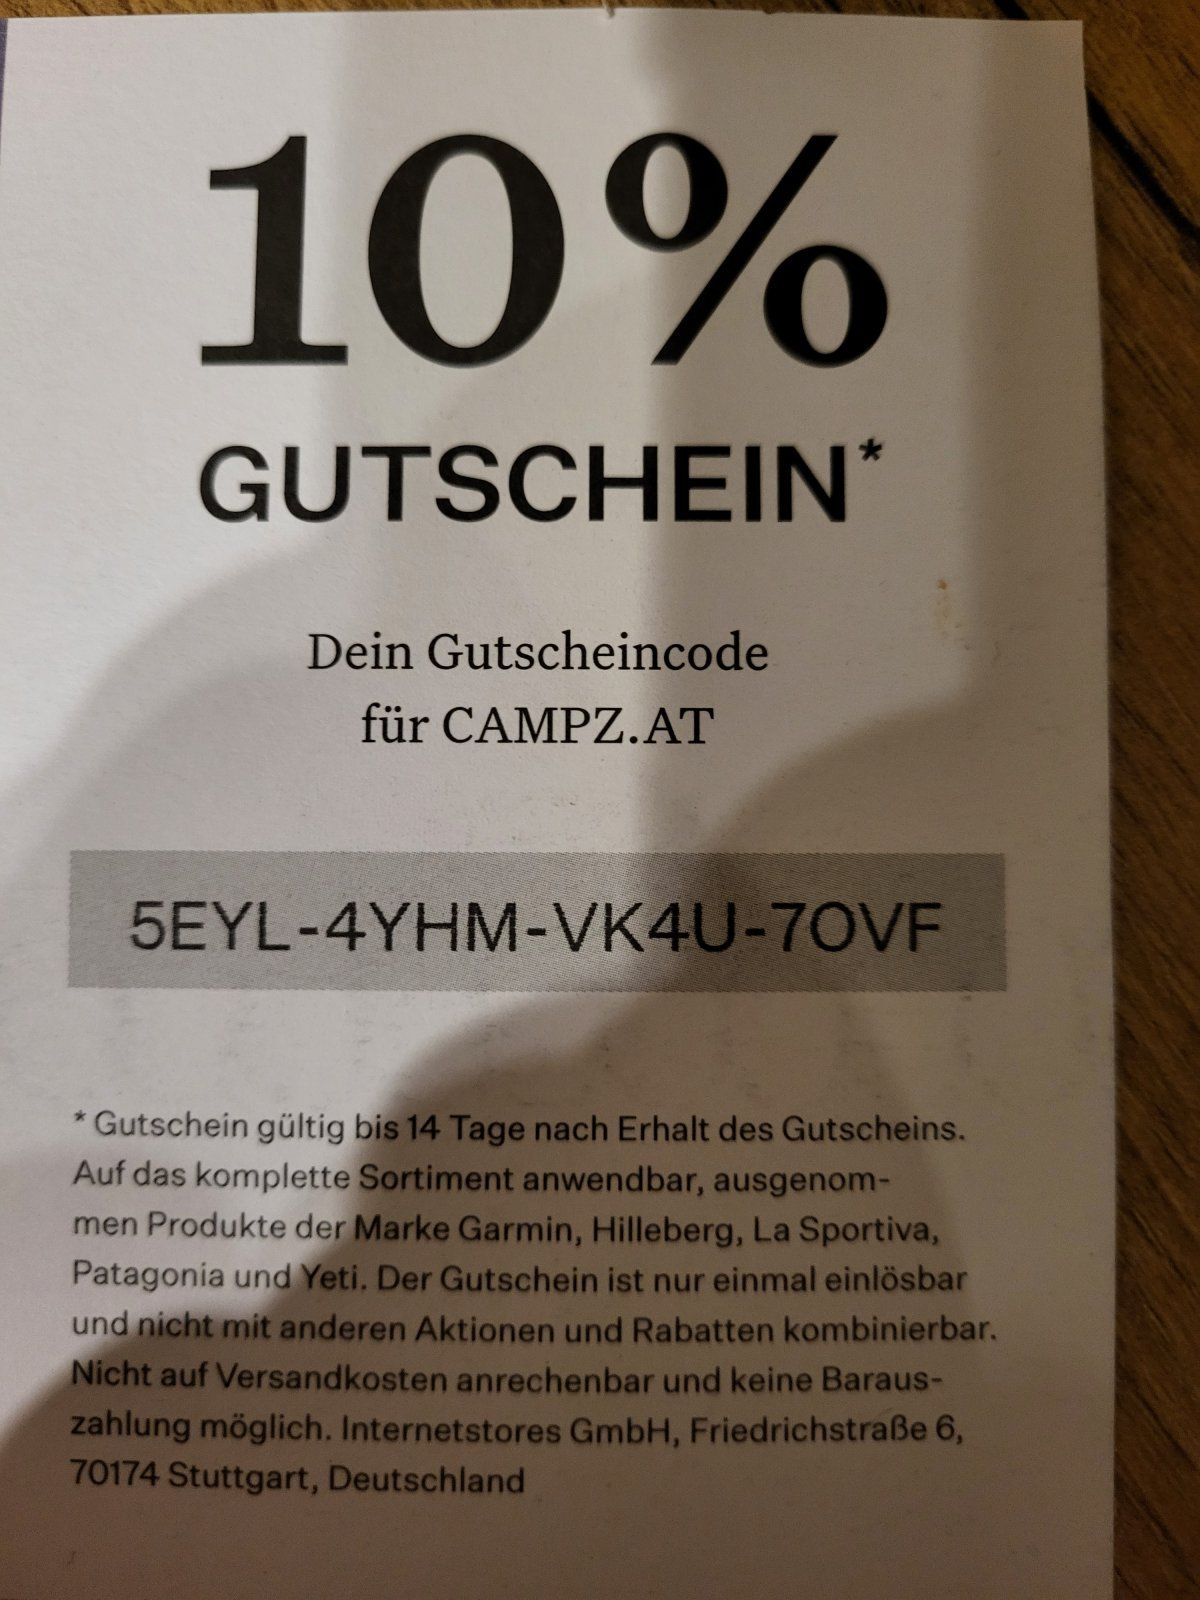 10%
GUTSCHEIN*
Dein Gutscheincode
für CAMPZ.AT
5EYL-4YHM-VK4U-7OVF
* Gutschein gültig bis 14 Tage nach Erhalt des Gutscheins.
Auf das komplette Sortiment anwendbar, ausgenom-
men Produkte der Marke Garmin, Hilleberg, La Sportiva,
Patagonia und Yeti. Der Gutschein ist nur einmal einlösbar
und nicht mit anderen Aktionen und Rabatten kombinierbar.
Nicht auf Versandkosten anrechenbar und keine Baraus-
zahlung möglich. Internetstores GmbH, Friedrichstraße 6,
70174 Stuttgart, Deutschland